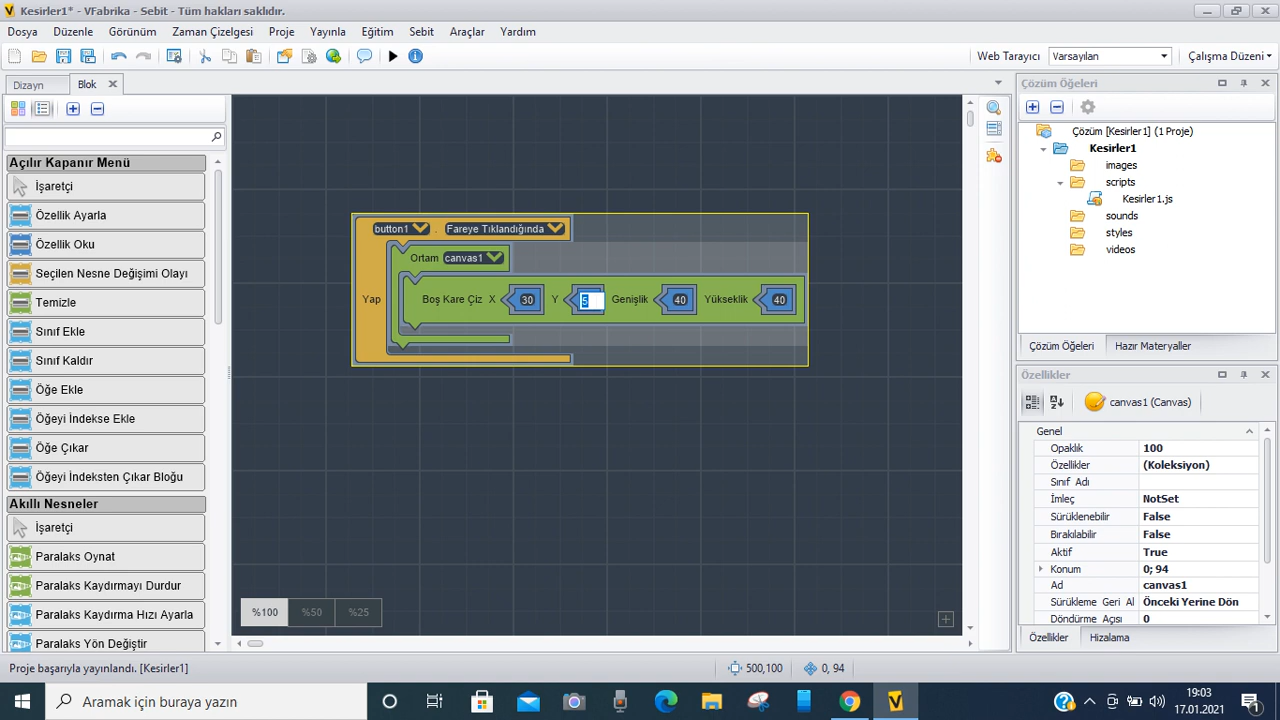 Kesirler1* - VFabrika - Sebit - Tüm hakları saklıdır.
Dosya Düzenle Görünüm Zaman Çizelgesi Proje Yayınla Eğitim Sebit Araçlar Yardım
Web Tarayıcı Varsayılan Çalışma Düzeni
Dizayn Blok
Açılır Kapanır Menü
İşaretçi
Özellik Ayarla
Özellik Oku
Seçilen Nesne Değişimi Olayı
Temizle
Sınıf Ekle
Sınıf Kaldır
Öğe Ekle
Öğeyi İndekse Ekle
Öğe Çıkar
Öğeyi İndeksten Çıkar Bloğu
Akıllı Nesneler
İşaretçi
Paralaks Oynat
Paralaks Kaydırmayı Durdur
Paralaks Kaydırma Hızı Ayarla
Paralaks Yön Değiştir
button1 . Fareye Tıklandığında
Ortam canvas1
Yap Boş Kare Çiz X 30 Y 5 Genişlik 40 Yükseklik 40
%100 %50 %25
Çözüm Öğeleri
Çözüm [Kesirler1] (1 Proje)
Kesirler1
images
scripts
Kesirler1.js
sounds
styles
videos
Çözüm Öğeleri Hazır Materyaller
Özellikler
canvas1 (Canvas)
Genel
Opaklık 100
Özellikler (Koleksiyon)
Sınıf Adı
İmleç NotSet
Sürüklenebilir False
Bırakılabilir False
Aktif True
Konum 0; 94
Ad canvas1
Sürükleme Geri Al Önceki Yerine Dön
Döndürme Açısı 0
Özellikler Hizalama
Proje başarıyla yayınlandı. [Kesirler1] 500,100 0, 94
Aramak için buraya yazın
19:03
17.01.2021
1